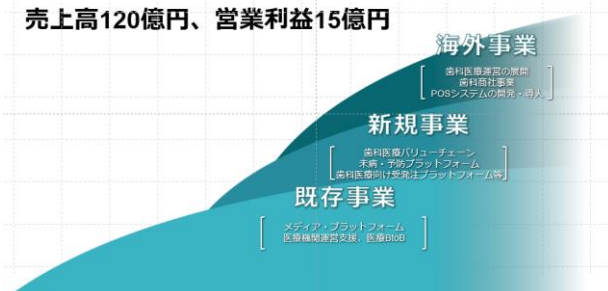 売上高120億円、営業利益15億円
海外事業
歯科医療運営の展開
歯科商社事業
POSシステムの開発・導入
新規事業
歯科医療バリューチェーン
未病・予防プラットフォーム
歯科医療向け受発注プラットフォーム等
既存事業
メディア・プラットフォーム
医療機関運営支援、医療BtoB